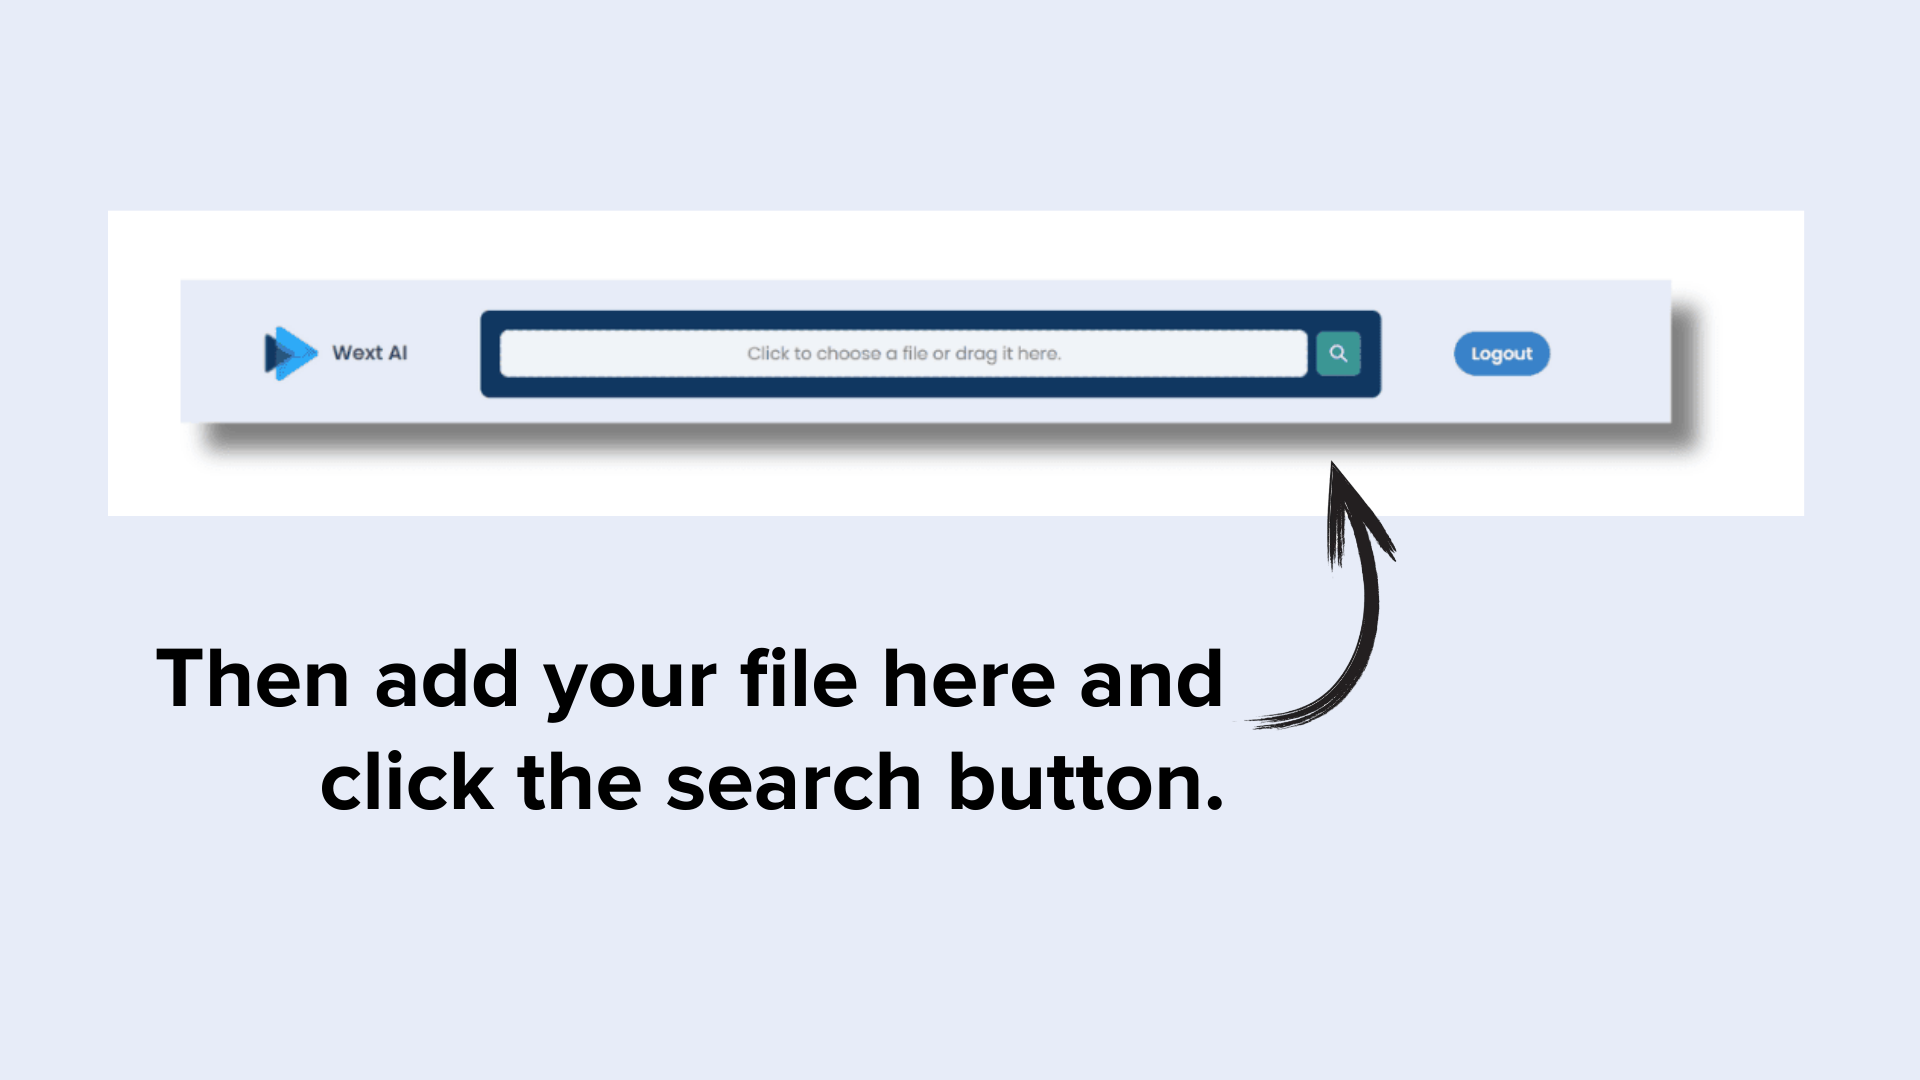 Wext AI
Click to choose a file or drag it here.
Logout
Then add your file here and
click the search button.